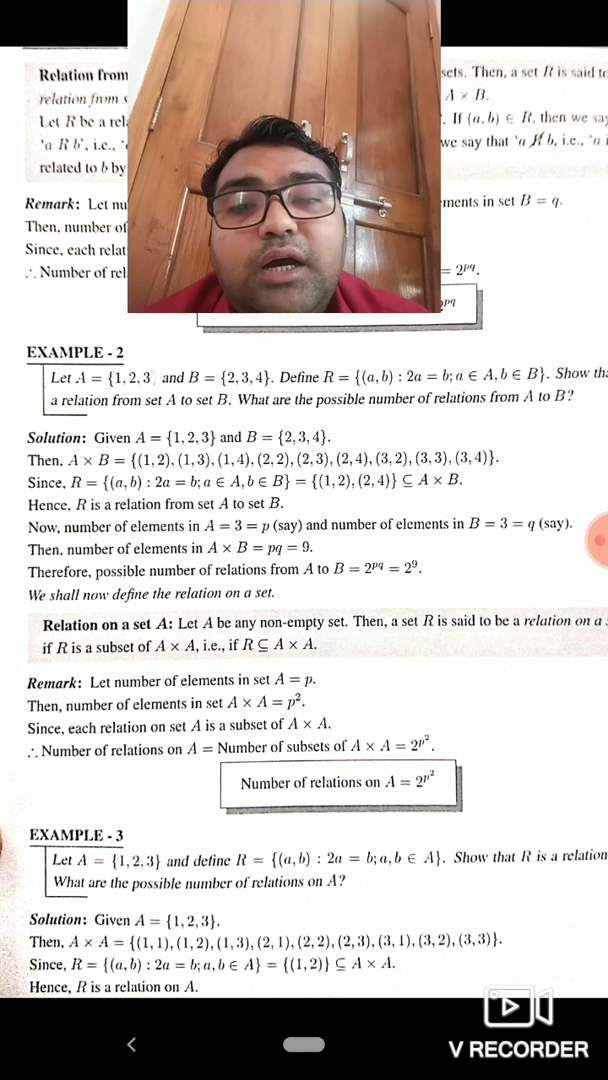 Relation from sets. Then, a set R is said to
relation from A × B.
Let R be a rel . If (a, b) ∈ R, then we say
'a R b', i.e., we say that 'a R̸ b, i.e., 'a i
related to b by
Remark: Let nu ments in set B = q.
Then, number of
Since, each relat
∴ Number of rel = 2^{pq}.
2^{pq}
EXAMPLE - 2
Let A = {1, 2, 3 and B = {2, 3, 4}. Define R = {(a, b) : 2a = b; a ∈ A, b ∈ B}. Show tha
a relation from set A to set B. What are the possible number of relations from A to B?
Solution: Given A = {1, 2, 3} and B = {2, 3, 4}.
Then, A × B = {(1, 2), (1, 3), (1, 4), (2, 2), (2, 3), (2, 4), (3, 2), (3, 3), (3, 4)}.
Since, R = {(a, b) : 2a = b; a ∈ A, b ∈ B} = {(1, 2), (2, 4)} ⊆ A × B.
Hence, R is a relation from set A to set B.
Now, number of elements in A = 3 = p (say) and number of elements in B = 3 = q (say).
Then, number of elements in A × B = pq = 9.
Therefore, possible number of relations from A to B = 2^{pq} = 2^9.
We shall now define the relation on a set.
Relation on a set A: Let A be any non-empty set. Then, a set R is said to be a relation on a s
if R is a subset of A × A, i.e., if R ⊆ A × A.
Remark: Let number of elements in set A = p.
Then, number of elements in set A × A = p².
Since, each relation on set A is a subset of A × A.
∴ Number of relations on A = Number of subsets of A × A = 2^{p²}.
Number of relations on A = 2^{p²}
EXAMPLE - 3
Let A = {1, 2, 3} and define R = {(a, b) : 2a = b; a, b ∈ A}. Show that R is a relation
What are the possible number of relations on A?
Solution: Given A = {1, 2, 3}.
Then, A × A = {(1, 1), (1, 2), (1, 3), (2, 1), (2, 2), (2, 3), (3, 1), (3, 2), (3, 3)}.
Since, R = {(a, b) : 2a = b; a, b ∈ A} = {(1, 2)} ⊆ A × A.
Hence, R is a relation on A.
V RECORDER